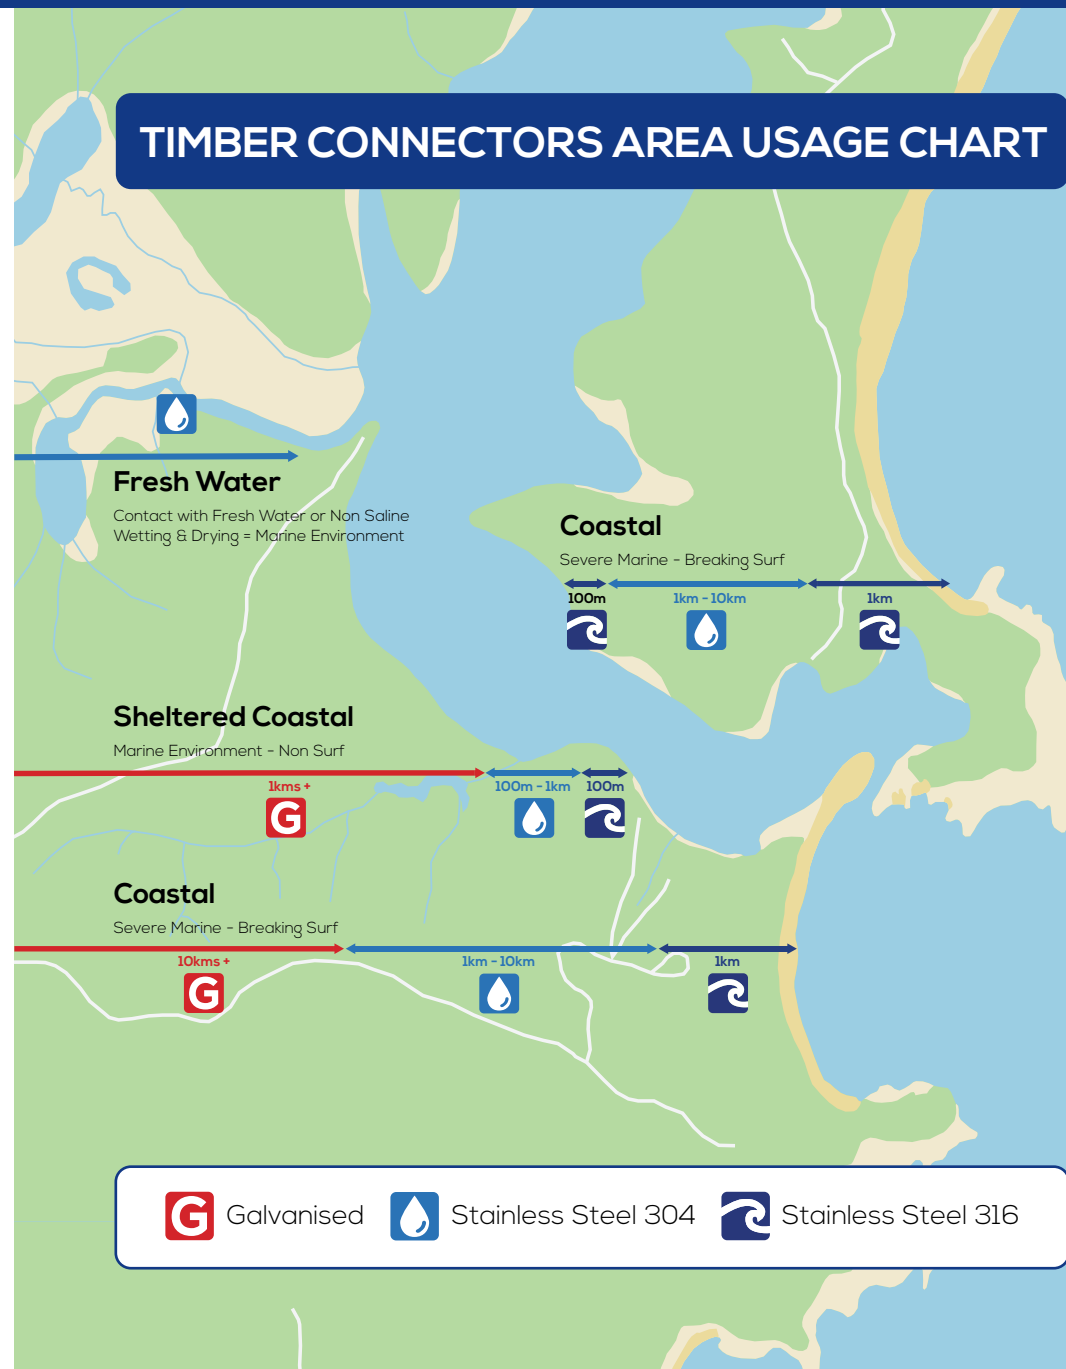 TIMBER CONNECTORS AREA USAGE CHART
Fresh Water
Contact with Fresh Water or Non Saline
Wetting & Drying = Marine Environment
Coastal
Severe Marine - Breaking Surf
100m
1km - 10km
1km
Sheltered Coastal
Marine Environment - Non Surf
1kms +
100m - 1km
100m
G
Coastal
Severe Marine - Breaking Surf
10kms +
1km - 10km
1km
G
G Galvanised
Stainless Steel 304
Stainless Steel 316